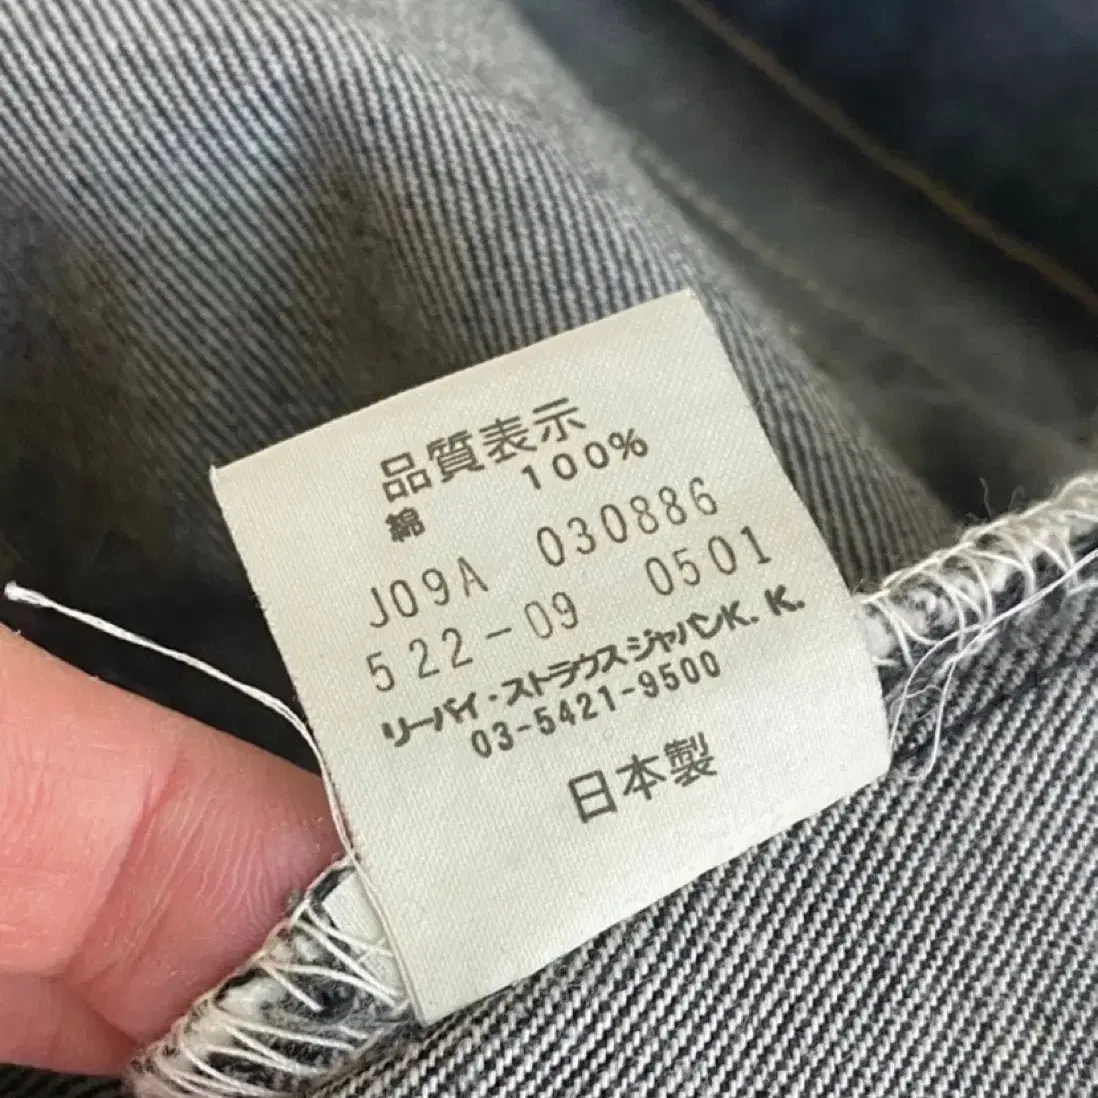 品質表示
綿 100%
J09A 030886
522-09 0501
リーバイ・ストラウスジャパンK.K.
03-5421-9500
日本製